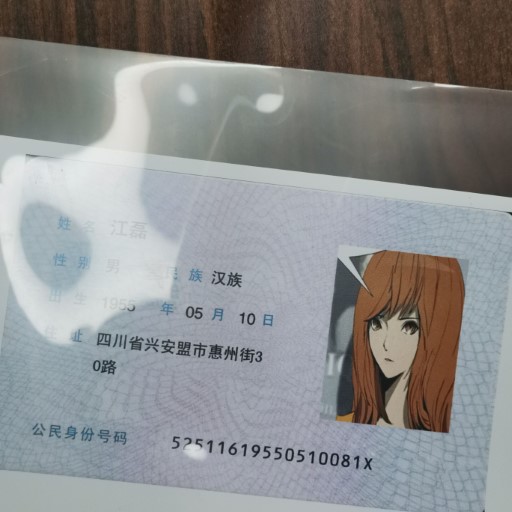 姓名 江磊
性别 男 民族 汉族
出生 1955 年 05 月 10 日
住址 四川省兴安盟市惠州街3
0路
公民身份号码 52511619550510081X